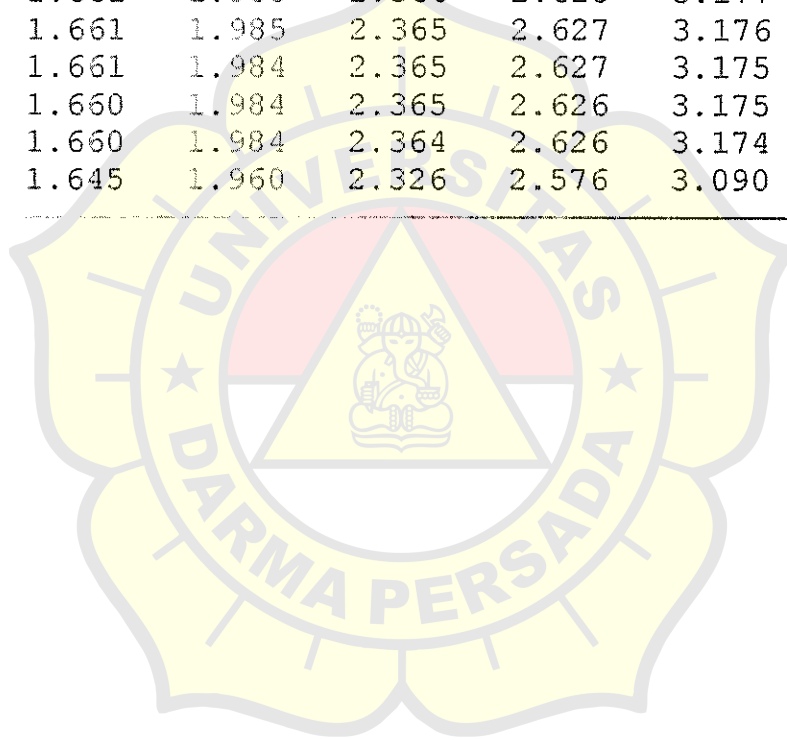 1.661 1.985 2.365 2.627 3.176
1.661 1.984 2.365 2.627 3.175
1.660 1.984 2.365 2.626 3.175
1.660 1.984 2.364 2.626 3.174
1.645 1.960 2.326 2.576 3.090
UNIVERSITAS
DARMA PERSADA